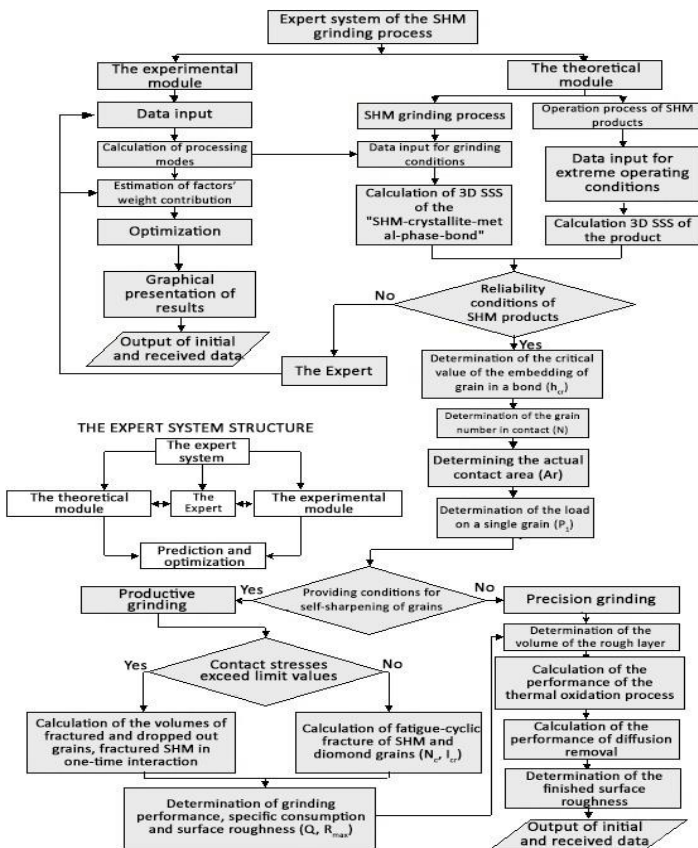 Expert system of the SHM
grinding process
The experimental
module
The theoretical
module
Data input
SHM grinding process
Operation process of SHM
products
Calculation of processing
modes
Data input for grinding
conditions
Data input for
extreme operating
conditions
Estimation of factors'
weight contribution
Calculation of 3D SSS
of the
"SHM-crystallite-met
al-phase-bond"
Optimization
Calculation 3D SSS of
the product
Graphical
presentation of
results
No
Reliability
conditions of
SHM products
Output of initial
and received data
Yes
The Expert
Determination of the critical
value of the embedding of
grain in a bond (h_cr)
Determination of the grain
number in contact (N)
Determining the actual
contact area (Ar)
Determination of the load
on a single grain (P_1)
THE EXPERT SYSTEM STRUCTURE
The expert
system
The theoretical
module
The
Expert
The experimental
module
Prediction and
optimization
Productive
grinding
Yes
Providing conditions for
self-sharpening of grains
No
Precision grinding
Determination of the
volume of the rough layer
Yes
Contact stresses
exceed limit values
No
Calculation of the
performance of the
thermal oxidation process
Calculation of the volumes of
fractured and dropped out
grains, fractured SHM in
one-time interaction
Calculation of fatigue-cyclic
fracture of SHM and
diomond grains (N_c, I_cr)
Calculation of the
performance of diffusion
removal
Determination of grinding
performance, specific consumption
and surface roughness (Q, R_max)
Determination of the
finished surface
roughness
Output of initial
and received data